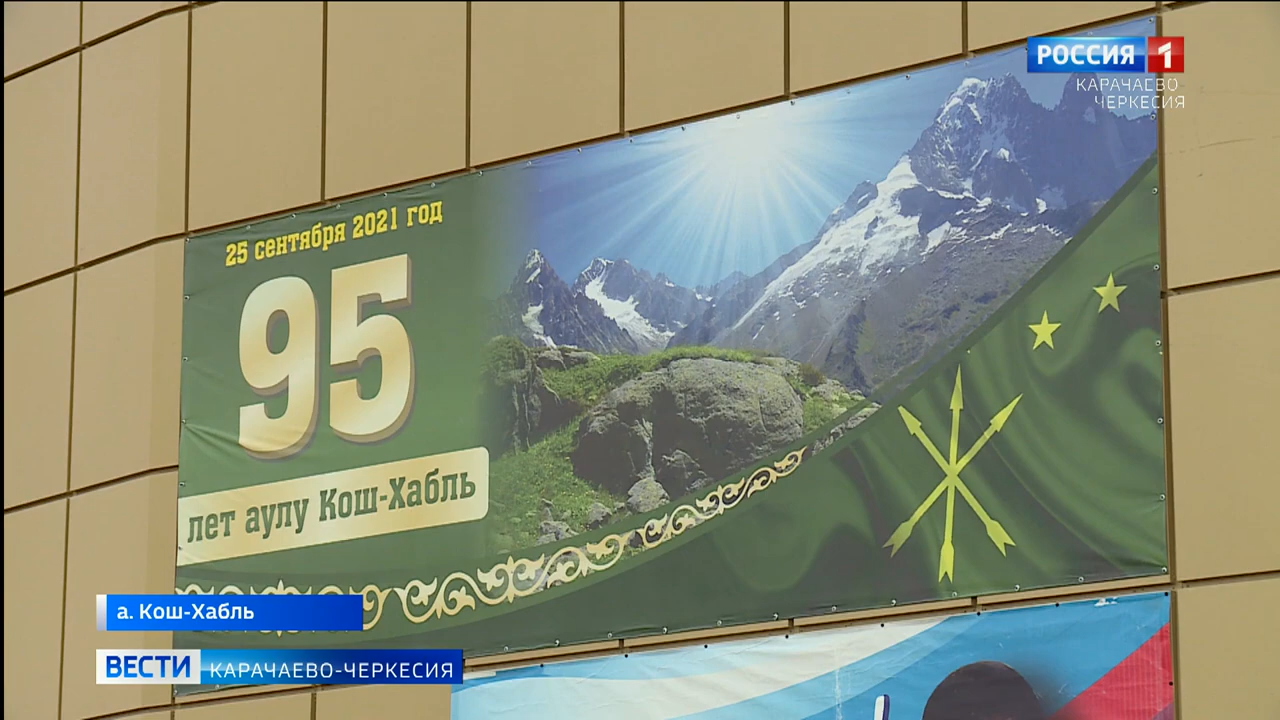 РОССИЯ 1
КАРАЧАЕВО-
ЧЕРКЕСИЯ
25 сентября 2021 год
95
лет аулу Кош-Хабль
а. Кош-Хабль
ВЕСТИ КАРАЧАЕВО-ЧЕРКЕСИЯ